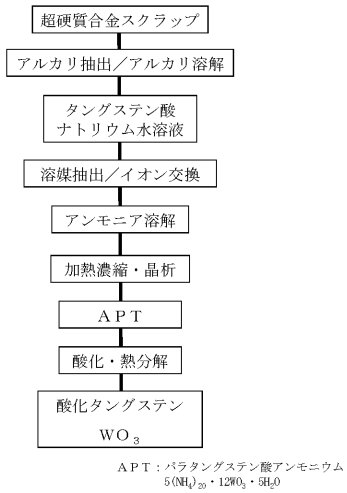 超硬質合金スクラップ
アルカリ抽出／アルカリ溶解
タングステン酸
ナトリウム水溶液
溶媒抽出／イオン交換
アンモニア溶解
加熱濃縮・晶析
ＡＰＴ
酸化・熱分解
酸化タングステン
ＷＯ₃
ＡＰＴ：パラタングステン酸アンモニウム
5(NH₄)₂₀・12WO₃・5H₂O